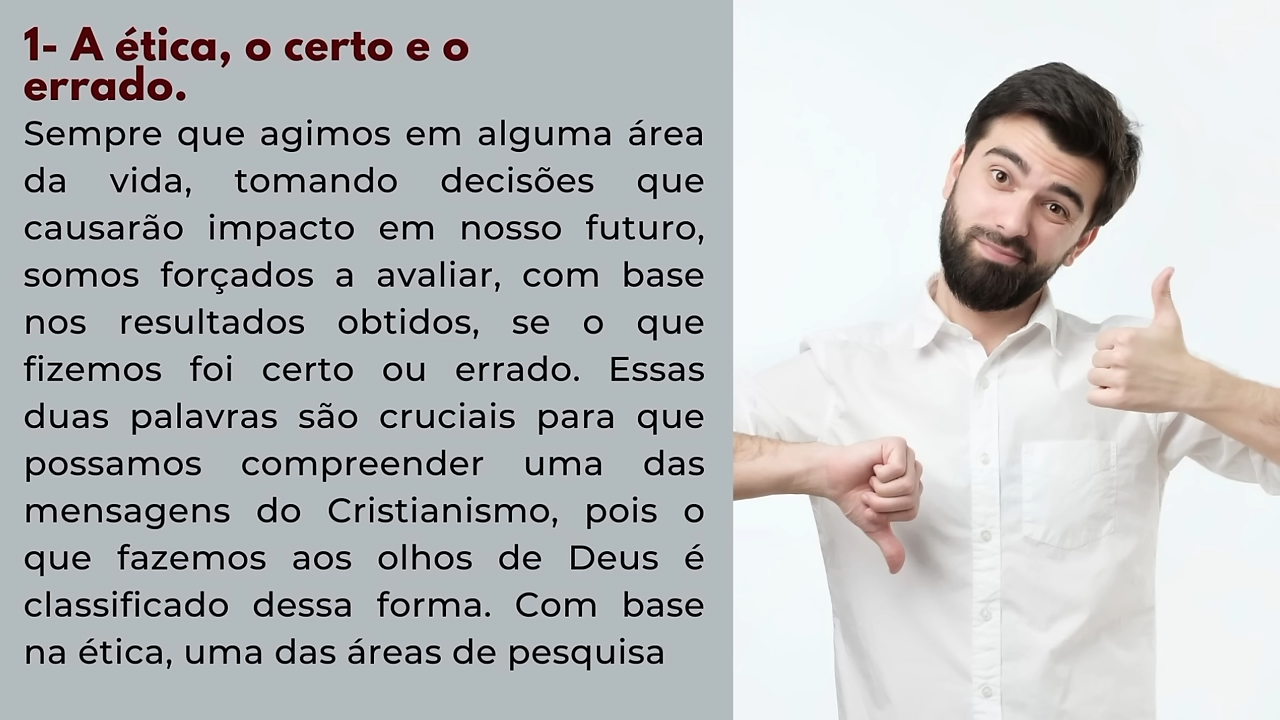 1- A ética, o certo e o
errado.
Sempre que agimos em alguma área
da vida, tomando decisões que
causarão impacto em nosso futuro,
somos forçados a avaliar, com base
nos resultados obtidos, se o que
fizemos foi certo ou errado. Essas
duas palavras são cruciais para que
possamos compreender uma das
mensagens do Cristianismo, pois o
que fazemos aos olhos de Deus é
classificado dessa forma. Com base
na ética, uma das áreas de pesquisa